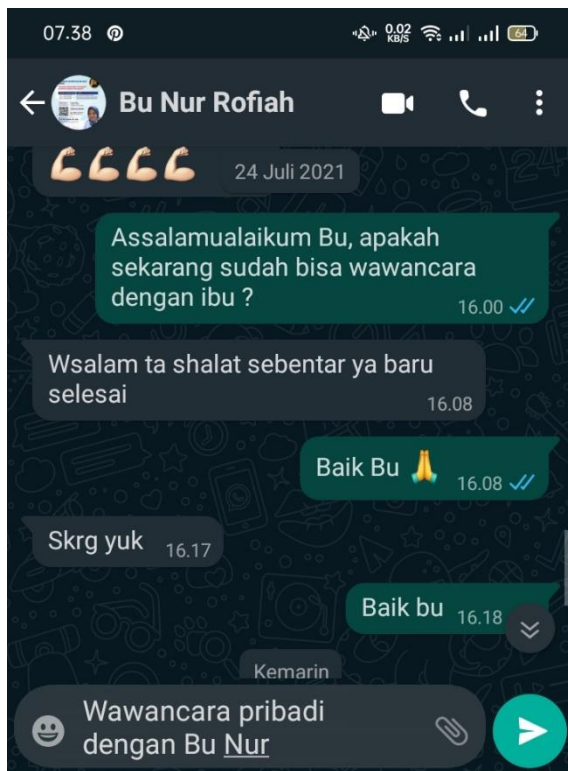 07.38
0.02
KB/S
64
Bu Nur Rofiah
24 Juli 2021
Assalamualaikum Bu, apakah
sekarang sudah bisa wawancara
dengan ibu ?
16.00
Wsalam ta shalat sebentar ya baru
selesai
16.08
Baik Bu 🙏
16.08
Skrg yuk 16.17
Baik bu 16.18
Kemarin
Wawancara pribadi
dengan Bu Nur